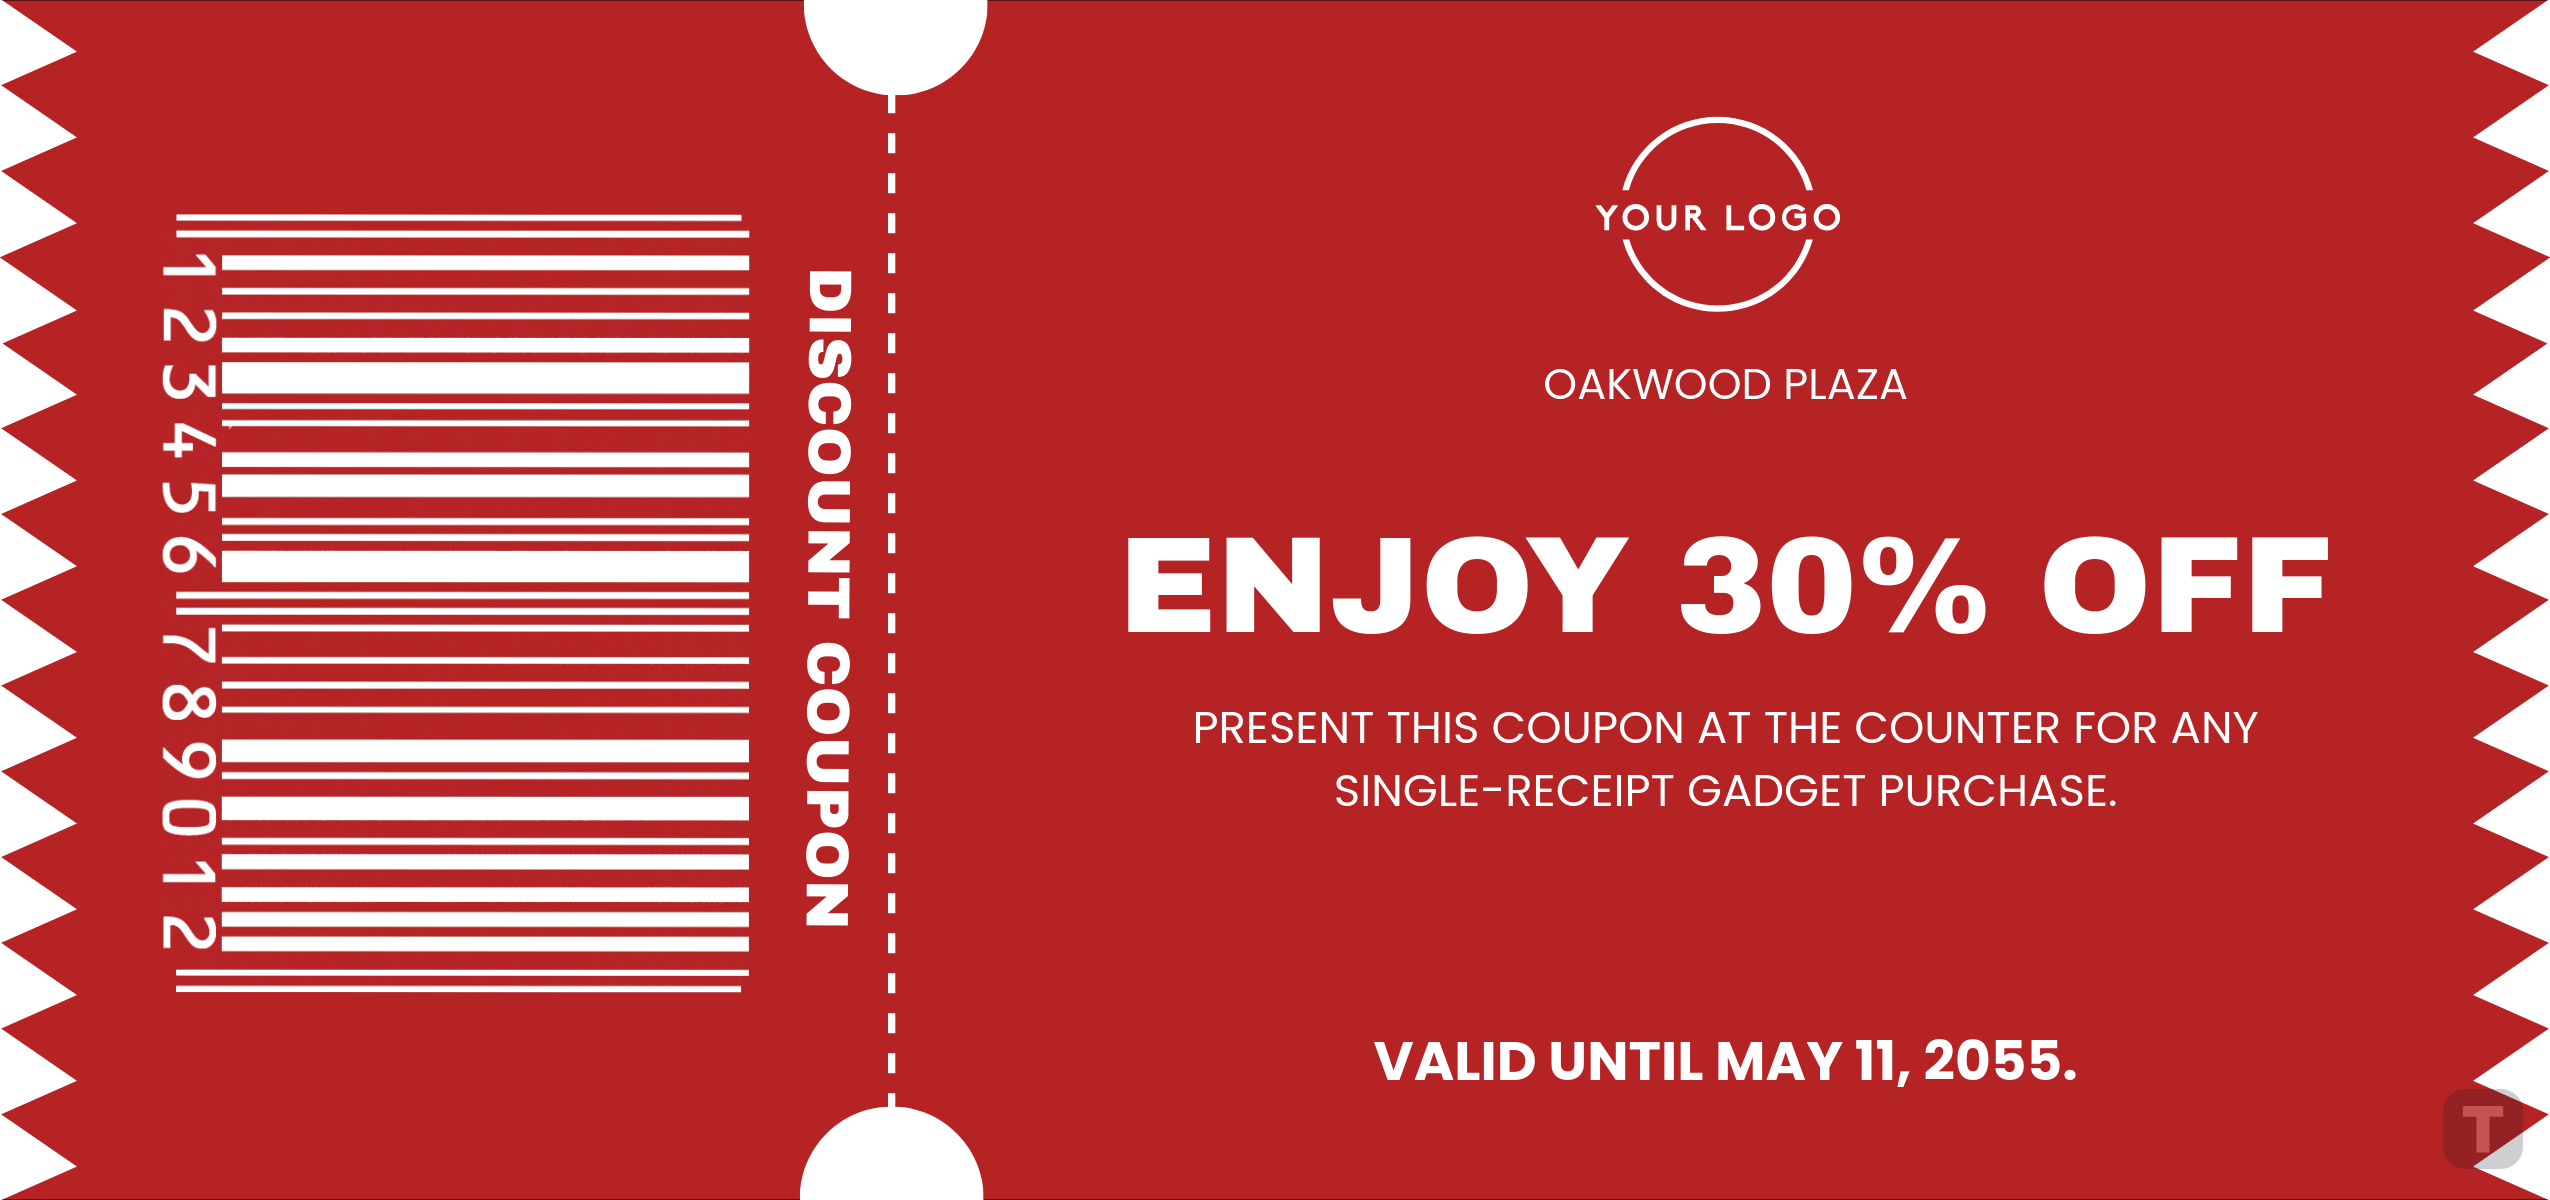 123456789012
DISCOUNT COUPON
YOUR LOGO
OAKWOOD PLAZA
ENJOY 30% OFF
PRESENT THIS COUPON AT THE COUNTER FOR ANY
SINGLE-RECEIPT GADGET PURCHASE.
VALID UNTIL MAY 11, 2055.
T